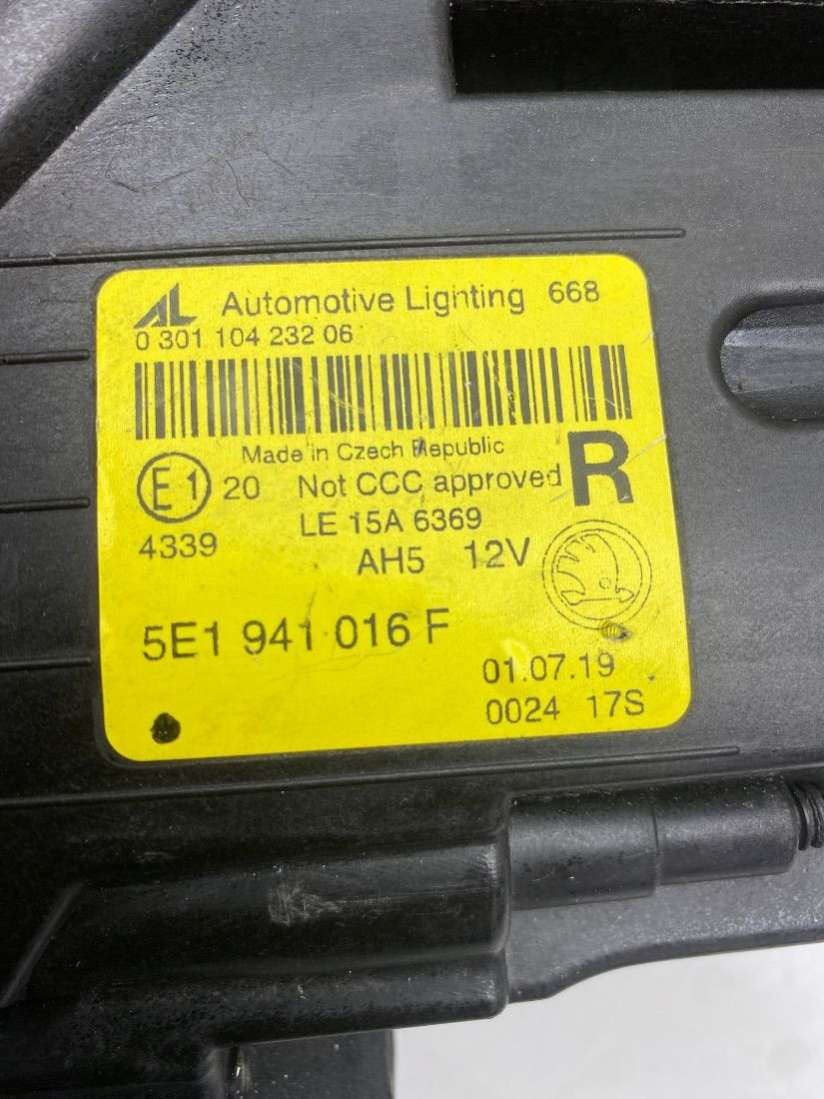 AL Automotive Lighting 668
0 301 104 232 06
Made in Czech Republic
E1 20 Not CCC approved R
4339 LE 15A 6369
AH5 12V
5E1 941 016 F
01.07.19
0024 17S